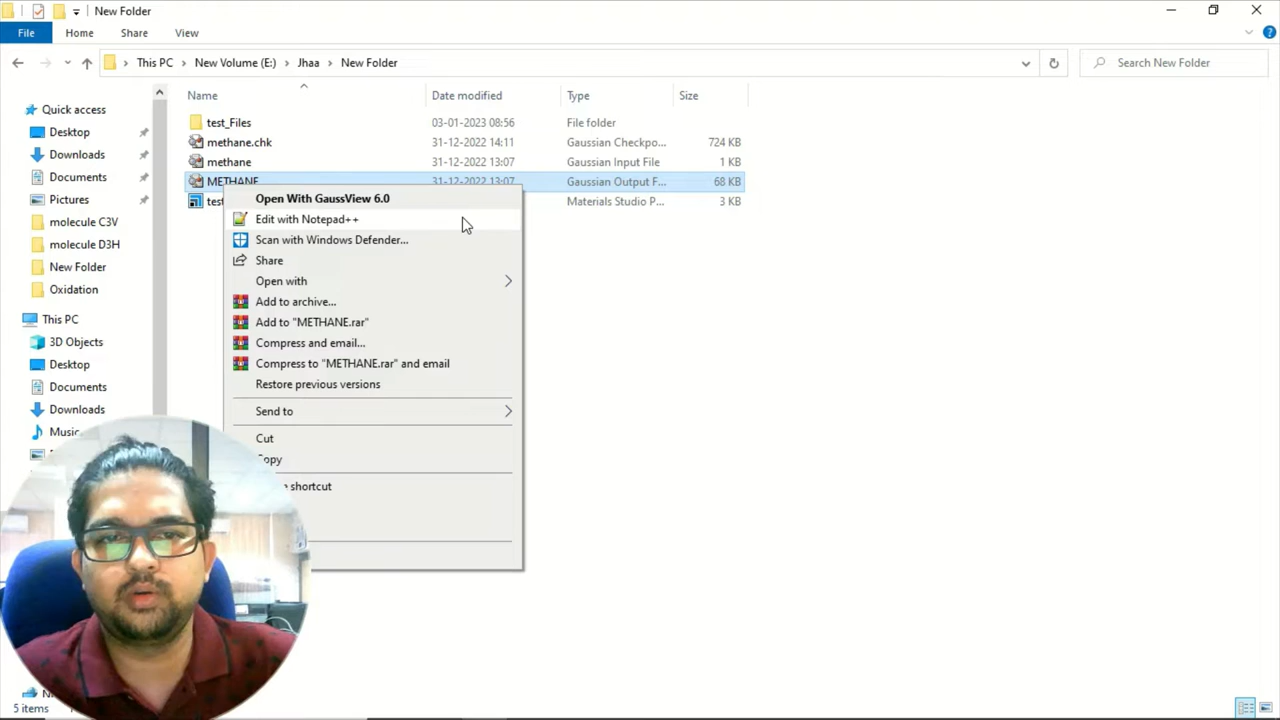 New Folder
File
Home
Share
View
This PC
New Volume (E:)
Jhaa
New Folder
Search New Folder
Name
Date modified
Type
Size
Quick access
Desktop
Downloads
Documents
Pictures
molecule C3V
molecule D3H
New Folder
Oxidation
This PC
3D Objects
Desktop
Documents
Downloads
Music
5 items
test_Files
03-01-2023 08:56
File folder
methane.chk
31-12-2022 14:11
Gaussian Checkpo...
724 KB
methane
31-12-2022 13:07
Gaussian Input File
1 KB
METHANE
31-12-2022 13:07
Gaussian Output F...
68 KB
Materials Studio P...
3 KB
Open With GaussView 6.0
Edit with Notepad++
Scan with Windows Defender...
Share
Open with
Add to archive...
Add to "METHANE.rar"
Compress and email...
Compress to "METHANE.rar" and email
Restore previous versions
Send to
Cut
Copy
shortcut